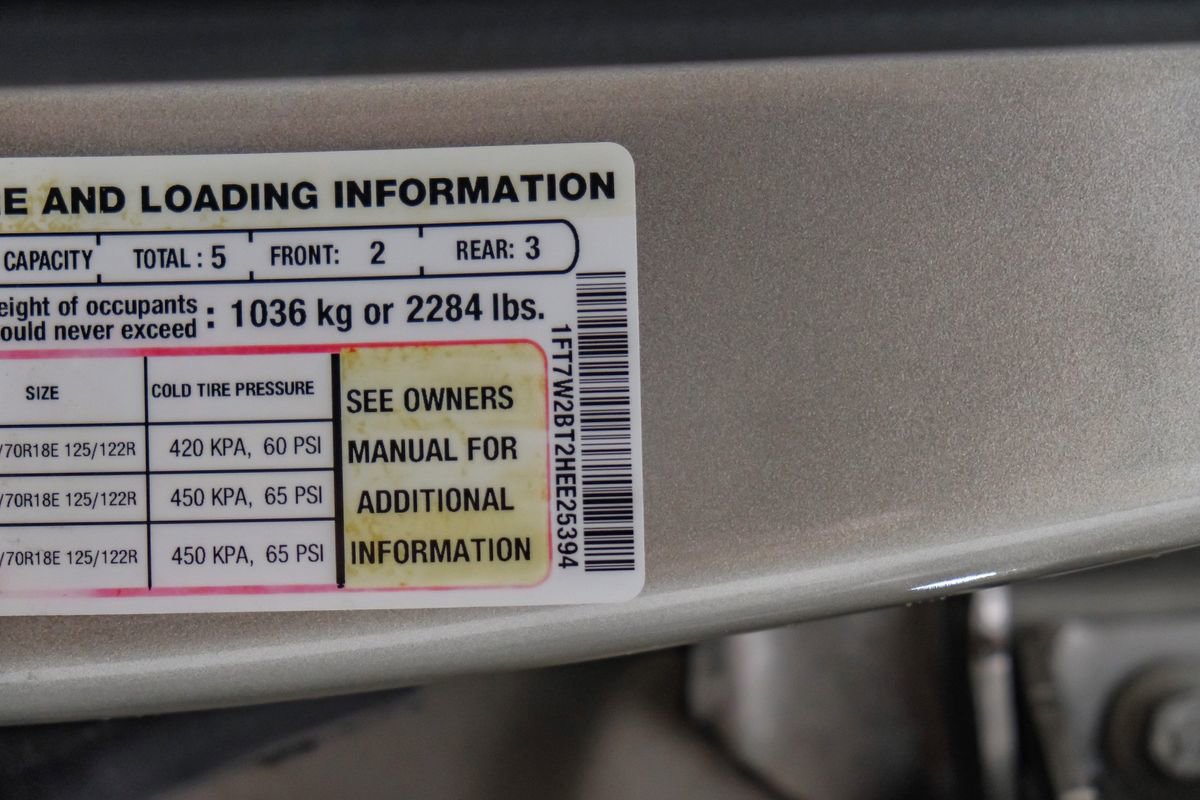 AND LOADING INFORMATION
CAPACITY TOTAL : 5 FRONT: 2 REAR: 3
eight of occupants
ould never exceed : 1036 kg or 2284 lbs.
SIZE COLD TIRE PRESSURE
/70R18E 125/122R 420 KPA, 60 PSI
/70R18E 125/122R 450 KPA, 65 PSI
/70R18E 125/122R 450 KPA, 65 PSI
SEE OWNERS
MANUAL FOR
ADDITIONAL
INFORMATION
1FT7W2BT2HEE25394